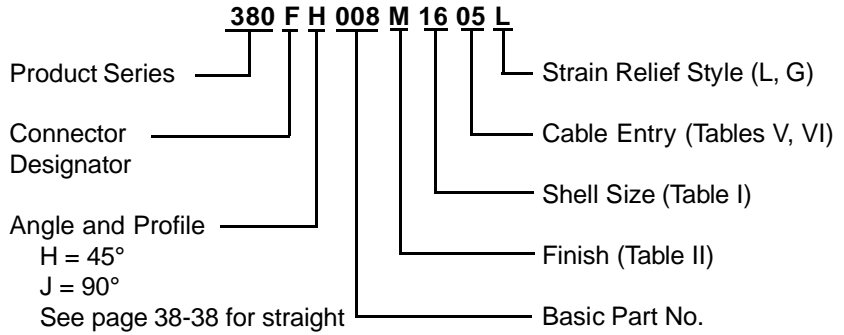 380 F H 008 M 16 05 L
Product Series
Connector
Designator
Angle and Profile
H = 45°
J = 90°
See page 38-38 for straight
Strain Relief Style (L, G)
Cable Entry (Tables V, VI)
Shell Size (Table I)
Finish (Table II)
Basic Part No.